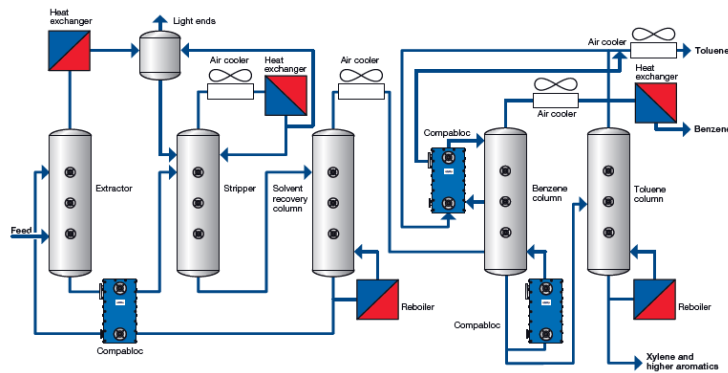 Heat
exchanger
Light ends
Air cooler
Heat
exchanger
Air cooler
Air cooler
Toluene
Heat
exchanger
Air cooler
Benzene
Compabloc
Extractor
Stripper
Solvent
recovery
column
Benzene
column
Toluene
column
Feed
Compabloc
Reboiler
Compabloc
Reboiler
Xylene and
higher aromatics